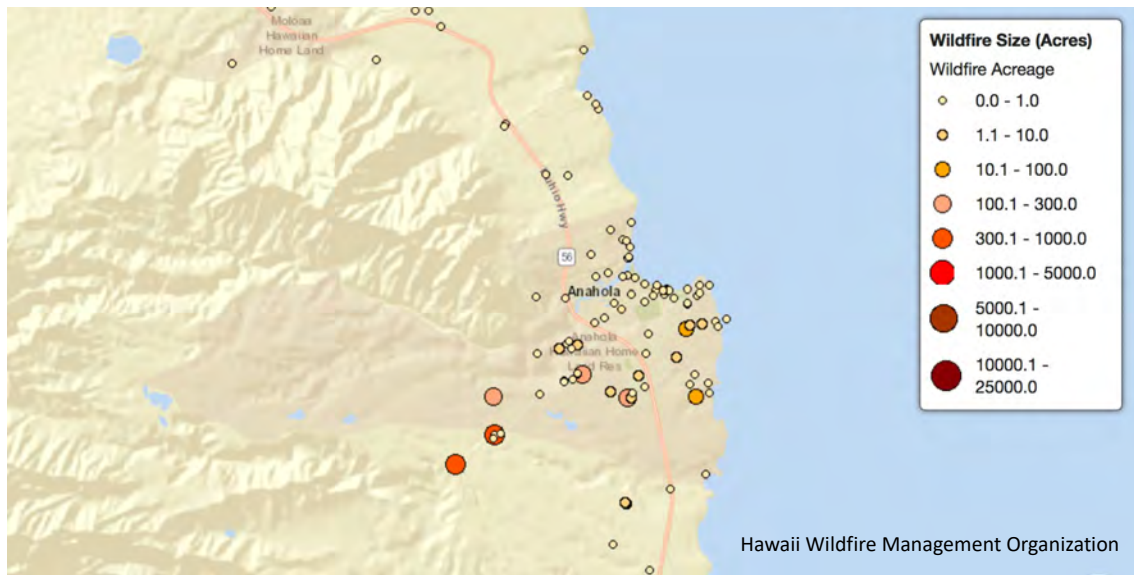 Moloaa
Hawaiian
Home Land
uhio Hwy
56
Anahola
Anahola
Hawaiian Home
Land Res
Wildfire Size (Acres)
Wildfire Acreage
0.0 - 1.0
1.1 - 10.0
10.1 - 100.0
100.1 - 300.0
300.1 - 1000.0
1000.1 - 5000.0
5000.1 -
10000.0
10000.1 -
25000.0
Hawaii Wildfire Management Organization